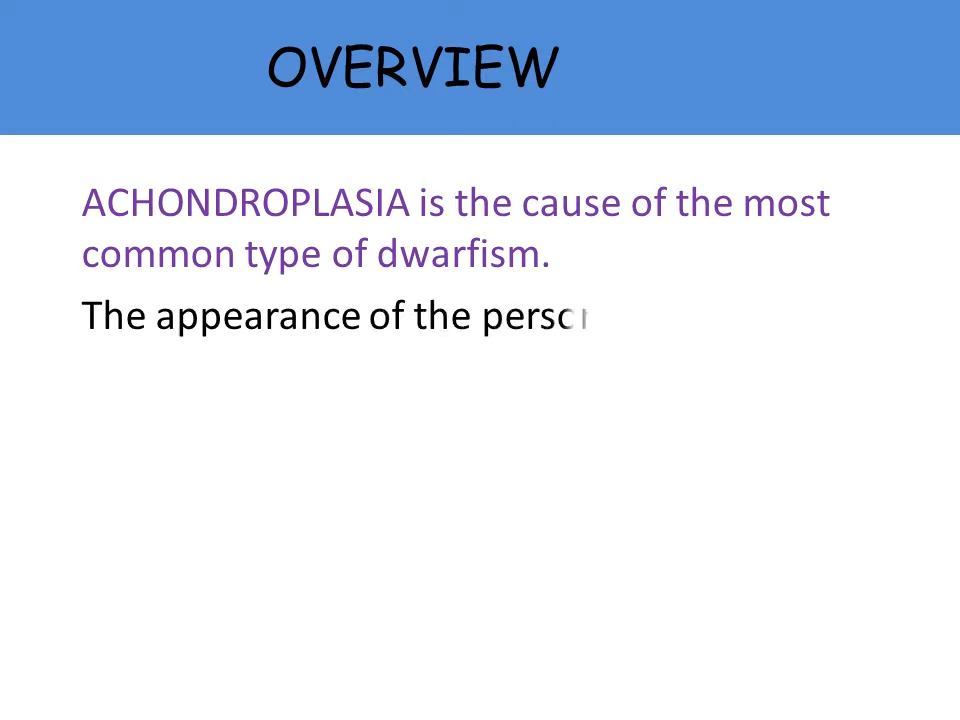 OVERVIEW
ACHONDROPLASIA is the cause of the most
common type of dwarfism.
The appearance of the person